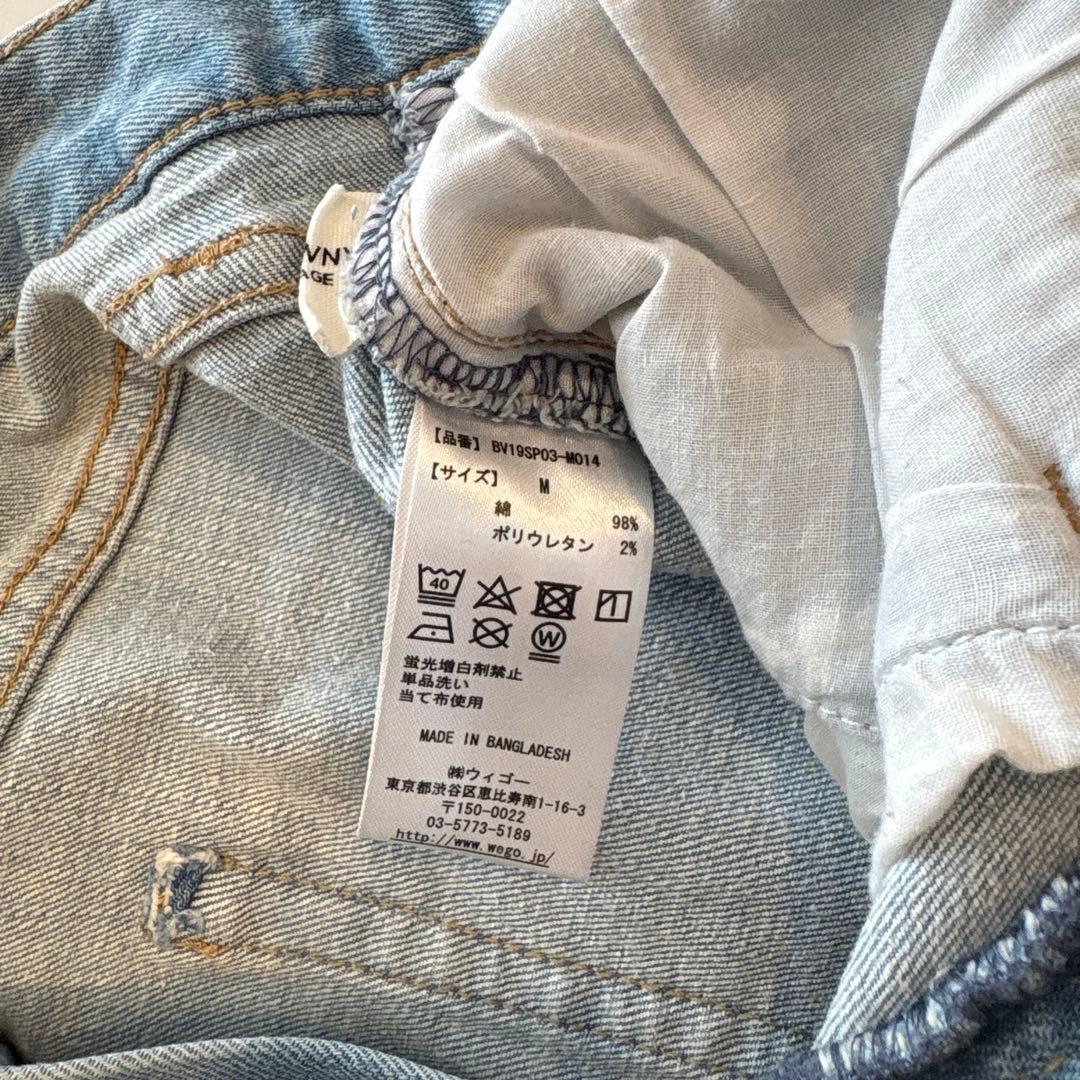 VNY
GE
【品番】 BV19SP03-M014
【サイズ】 M
綿 98%
ポリウレタン 2%
40
W
蛍光増白剤禁止
単品洗い
当て布使用
MADE IN BANGLADESH
㈱ウィゴー
東京都渋谷区恵比寿南1-16-3
〒150-0022
03-5773-5189
http://www.wego.jp/